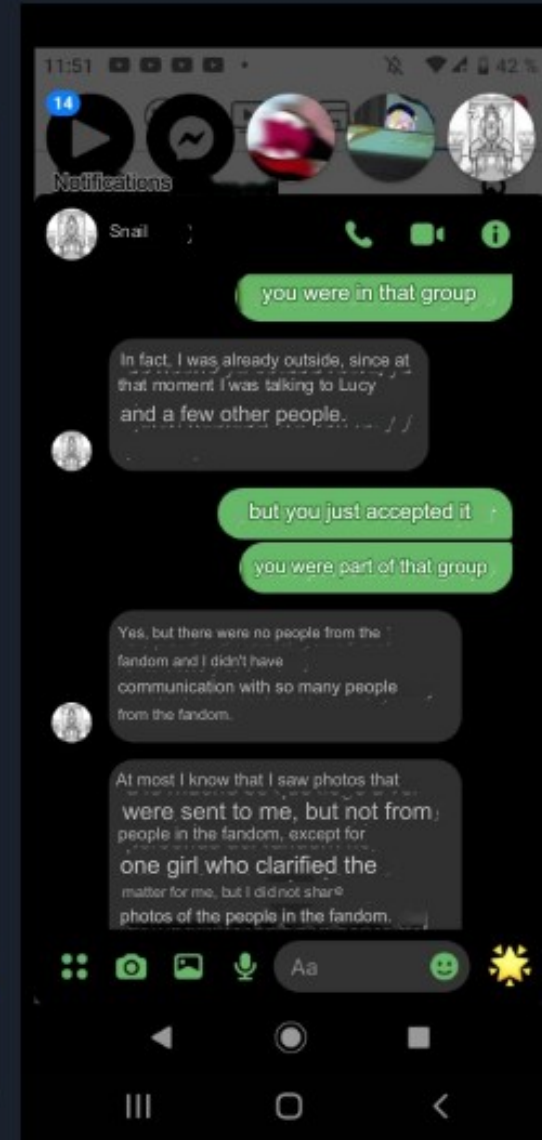 11:51
42 %
14
Notifications
Snail
you were in that group
In fact, I was already outside, since at
that moment I was talking to Lucy
and a few other people.
but you just accepted it
you were part of that group
Yes, but there were no people from the
fandom and I didn't have
communication with so many people
from the fandom.
At most I know that I saw photos that
were sent to me, but not from
people in the fandom, except for
one girl who clarified the
matter for me, but I did not share
photos of the people in the fandom.
Aa